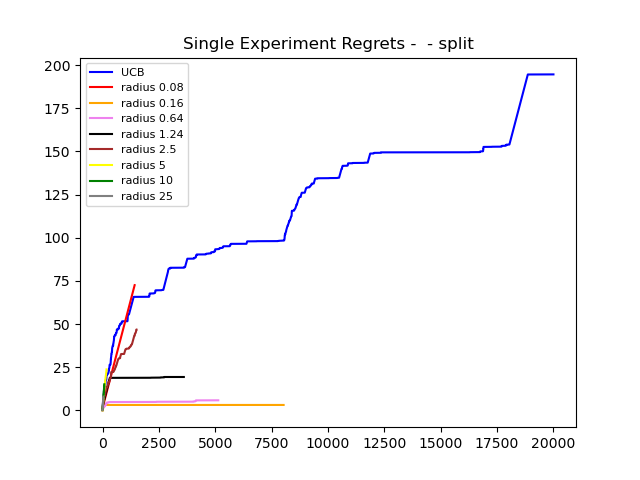 Single Experiment Regrets -  - split
200
175
150
125
100
75
50
25
0
UCB
radius 0.08
radius 0.16
radius 0.64
radius 1.24
radius 2.5
radius 5
radius 10
radius 25
0 2500 5000 7500 10000 12500 15000 17500 20000